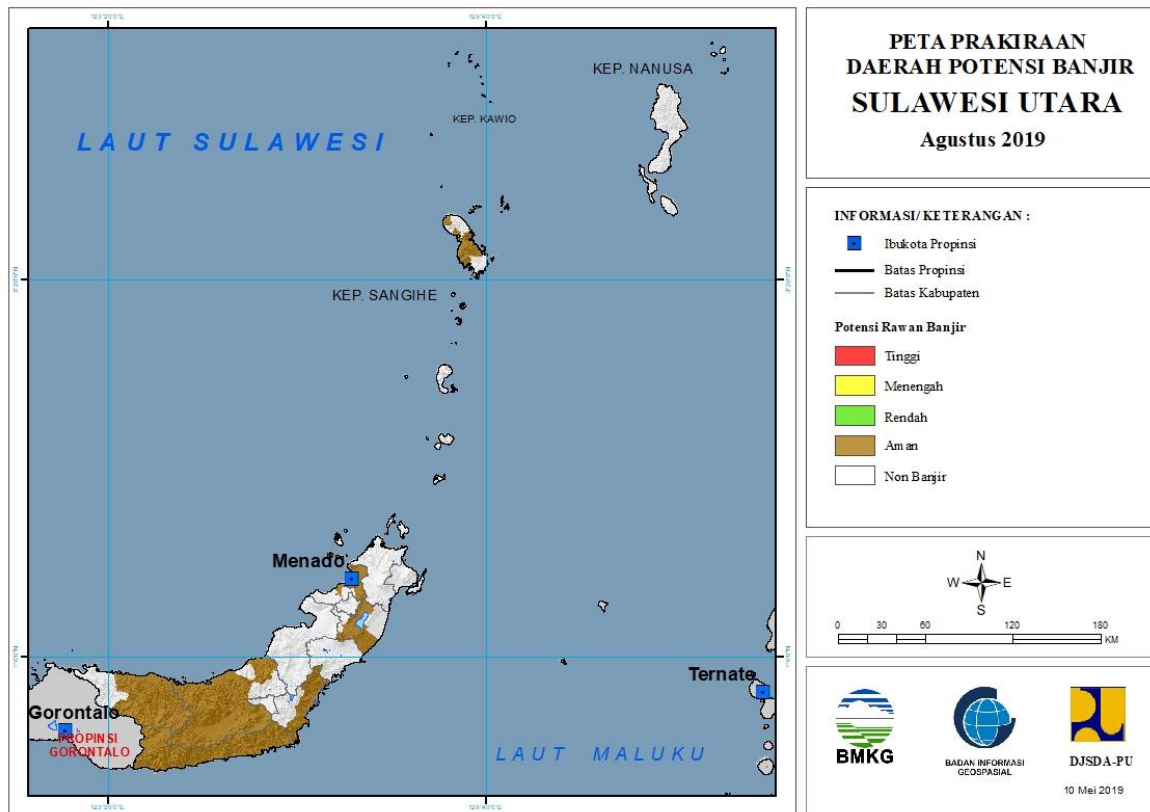 PETA PRAKIRAAN
DAERAH POTENSI BANJIR
SULAWESI UTARA
Agustus 2019
INFORMASI/ KETERANGAN :
Ibukota Propinsi
Batas Propinsi
Batas Kabupaten
Potensi Rawan Banjir
Tinggi
Menengah
Rendah
Aman
Non Banjir
N
W E
S
0 30 60 120 180
KM
BMKG
BADAN INFORMASI
GEOSPASIAL
DJSDA-PU
10 Mei 2019
KEP. NANUSA
KEP. KAWIO
LAUT SULAWESI
KEP. SANGIHE
Menado
Ternate
Gorontalo
PROPINSI
GORONTALO
LAUT MALUKU